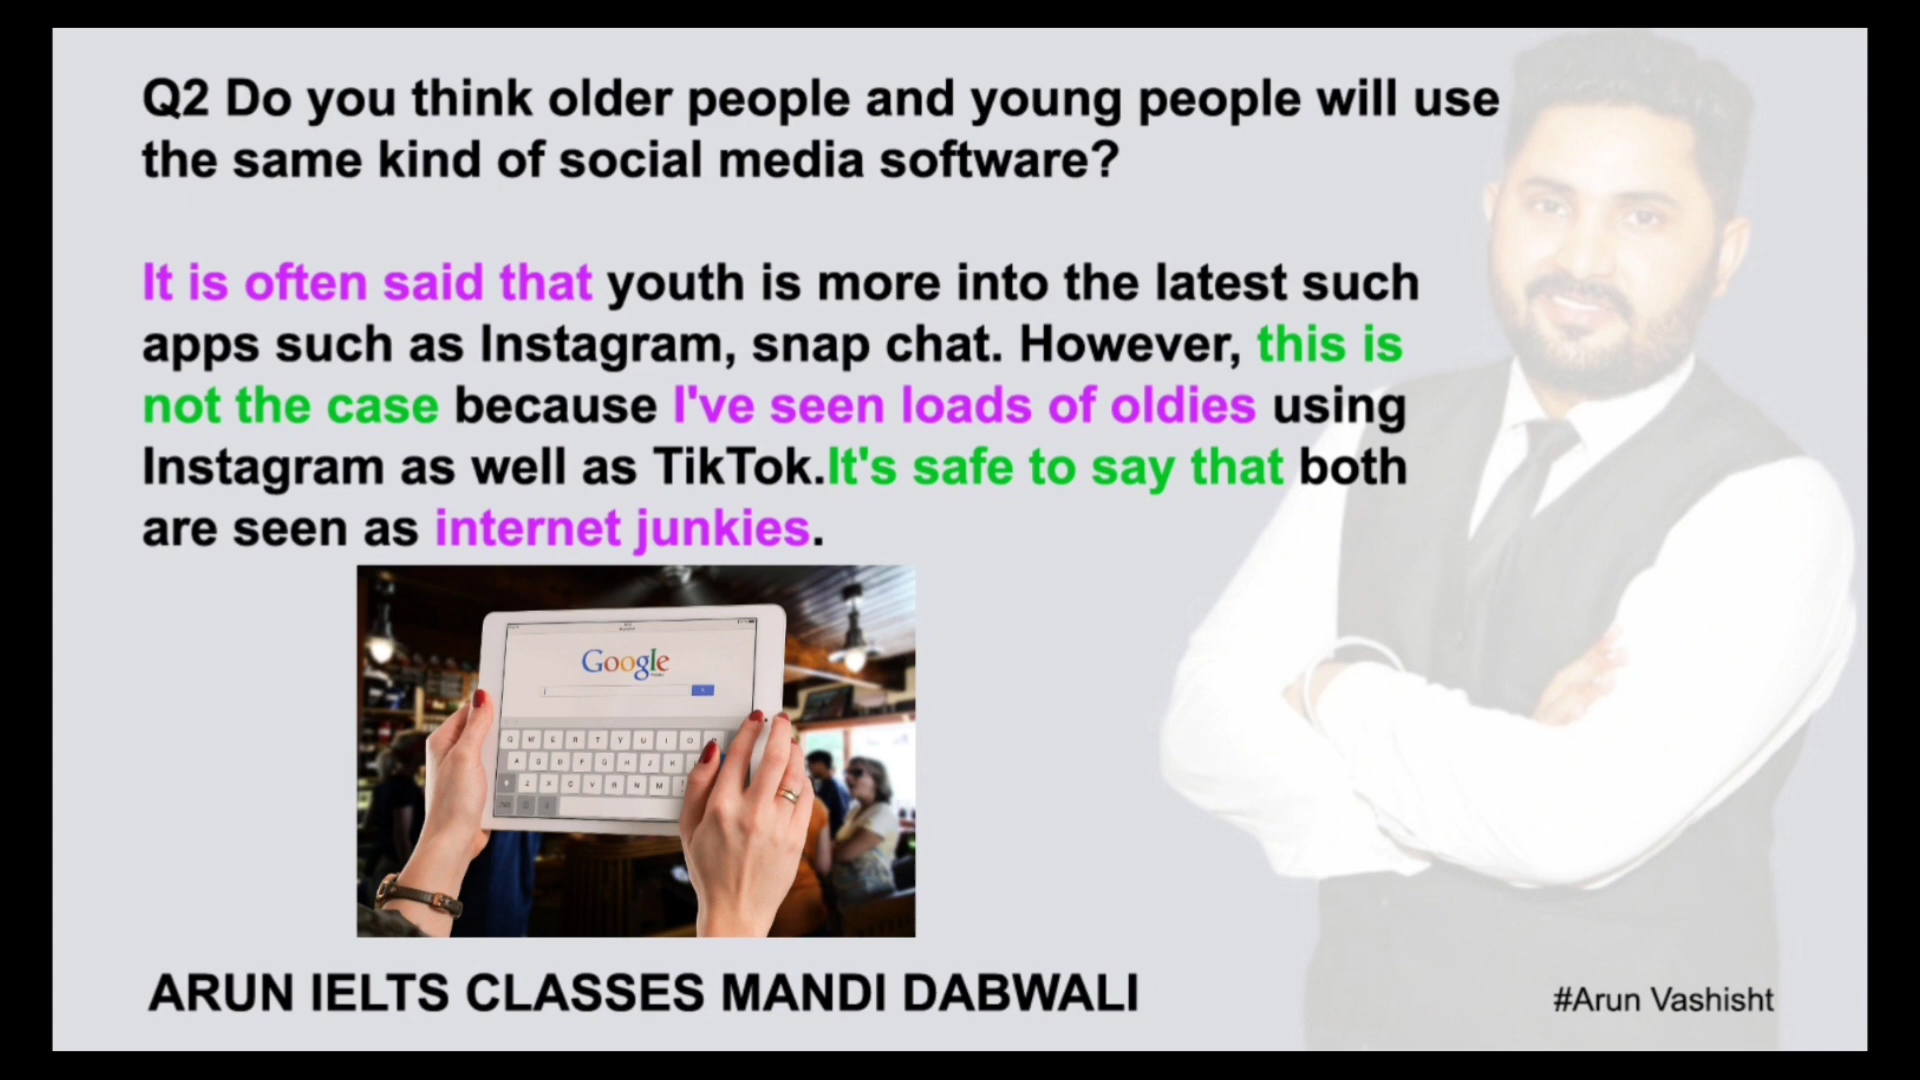 Q2 Do you think older people and young people will use
the same kind of social media software?
It is often said that youth is more into the latest such
apps such as Instagram, snap chat. However, this is
not the case because I've seen loads of oldies using
Instagram as well as TikTok.It's safe to say that both
are seen as internet junkies.
Google
Q W E R T Y U I O P
A S D F G H J K L
Z X C V B N M
ARUN IELTS CLASSES MANDI DABWALI
#Arun Vashisht